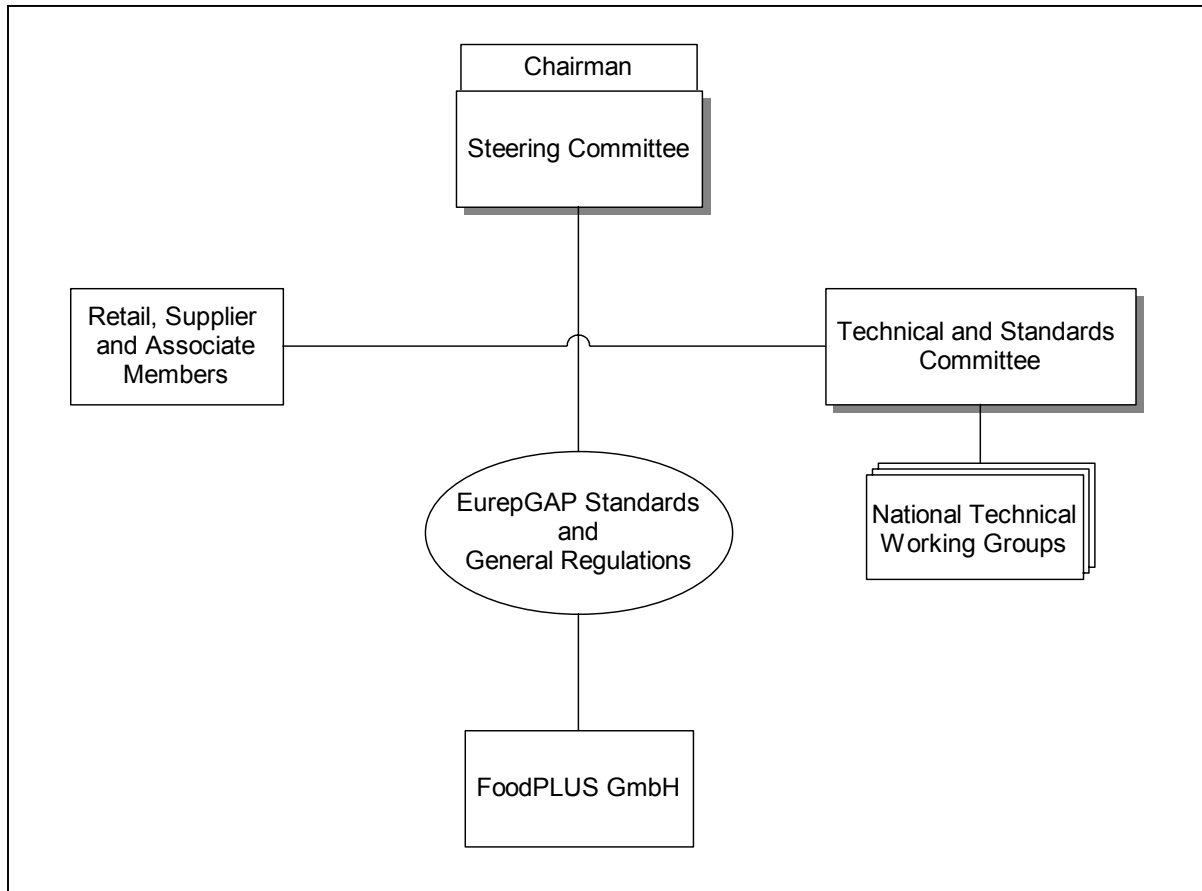 Chairman
Steering Committee
Retail, Supplier
and Associate
Members
Technical and Standards
Committee
EurepGAP Standards
and
General Regulations
National Technical
Working Groups
FoodPLUS GmbH